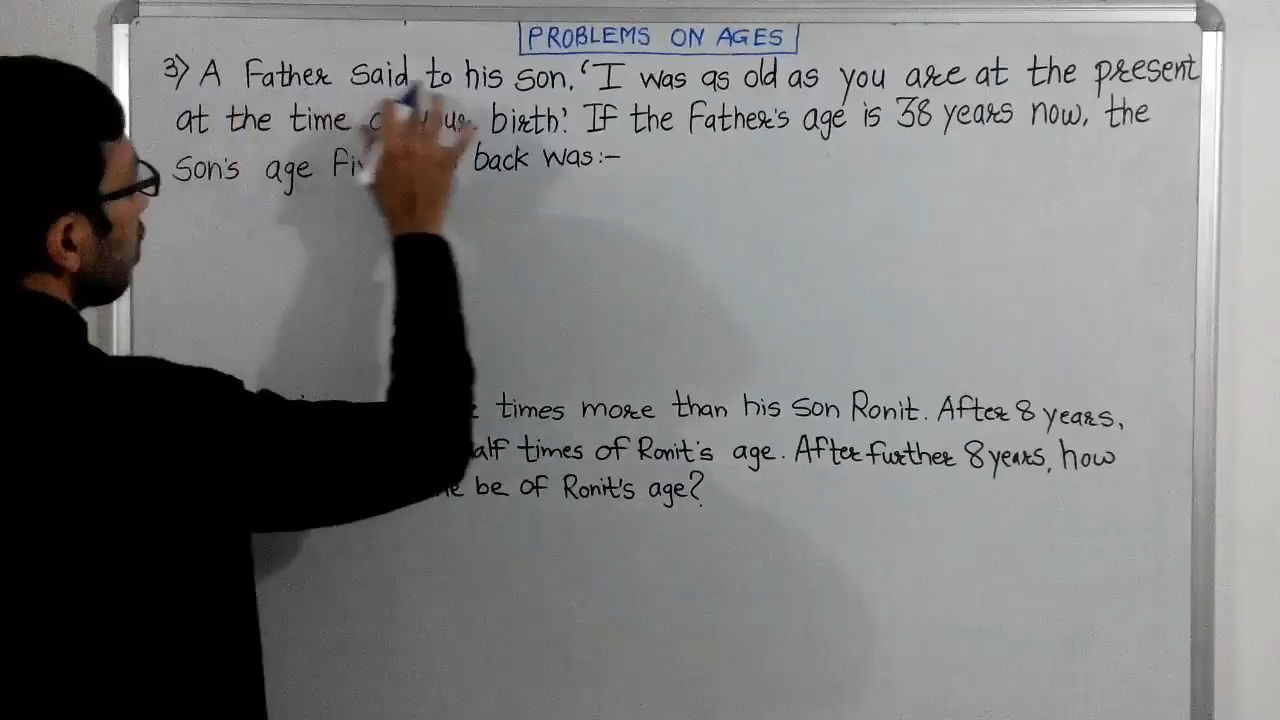 PROBLEMS ON AGES
3) A Father said to his son, 'I was as old as you are at the present
at the time birth'. If the Father's age is 38 years now, the
Son's age back was:-
times more than his son Ronit. After 8 years,
half times of Ronit's age. After further 8 years, how
be of Ronit's age?